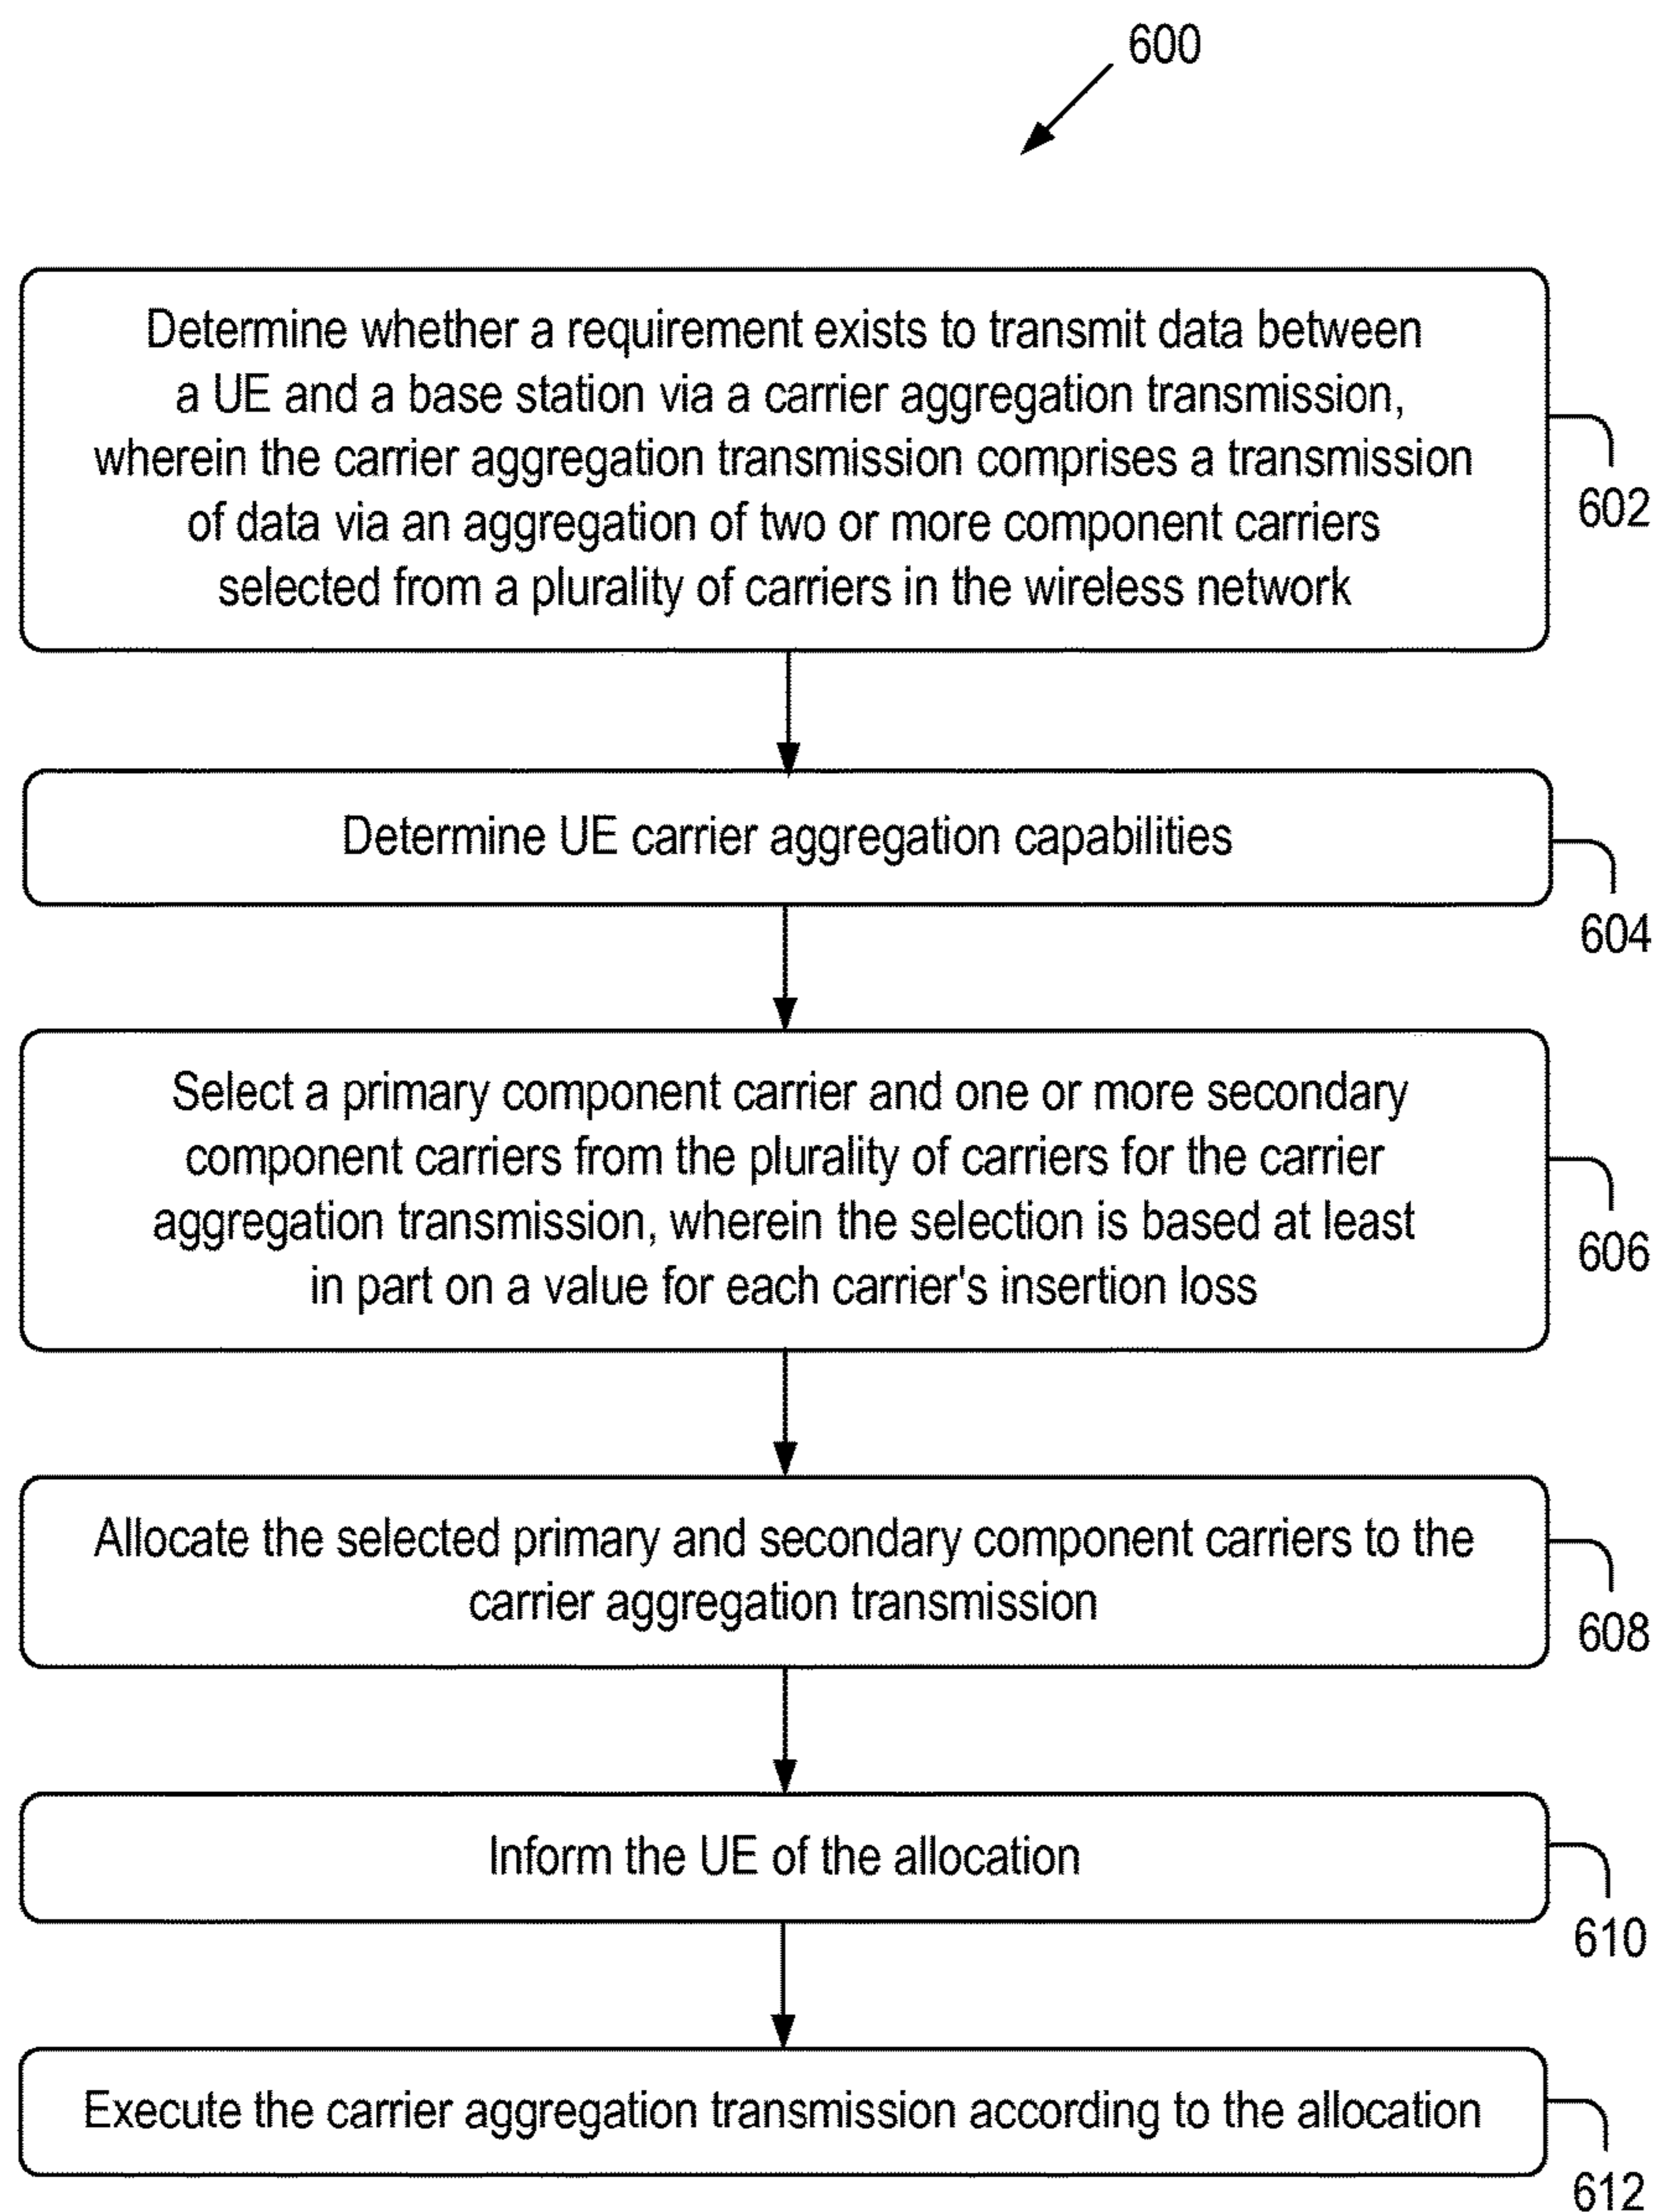 600
Determine whether a requirement exists to transmit data between
a UE and a base station via a carrier aggregation transmission,
wherein the carrier aggregation transmission comprises a transmission
of data via an aggregation of two or more component carriers
selected from a plurality of carriers in the wireless network
602
Determine UE carrier aggregation capabilities
604
Select a primary component carrier and one or more secondary
component carriers from the plurality of carriers for the carrier
aggregation transmission, wherein the selection is based at least
in part on a value for each carrier's insertion loss
606
Allocate the selected primary and secondary component carriers to the
carrier aggregation transmission
608
Inform the UE of the allocation
610
Execute the carrier aggregation transmission according to the allocation
612